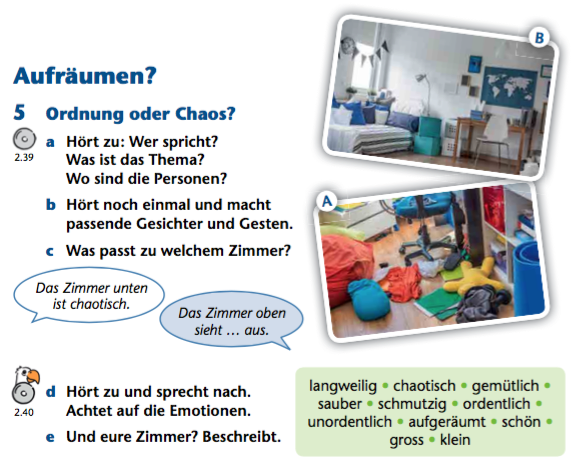 Aufräumen?
5 Ordnung oder Chaos?
2.39
a Hört zu: Wer spricht?
Was ist das Thema?
Wo sind die Personen?
b Hört noch einmal und macht
passende Gesichter und Gesten.
c Was passt zu welchem Zimmer?
Das Zimmer unten
ist chaotisch.
Das Zimmer oben
sieht … aus.
B
A
2.40
d Hört zu und sprecht nach.
Achtet auf die Emotionen.
e Und eure Zimmer? Beschreibt.
langweilig • chaotisch • gemütlich •
sauber • schmutzig • ordentlich •
unordentlich • aufgeräumt • schön •
gross • klein